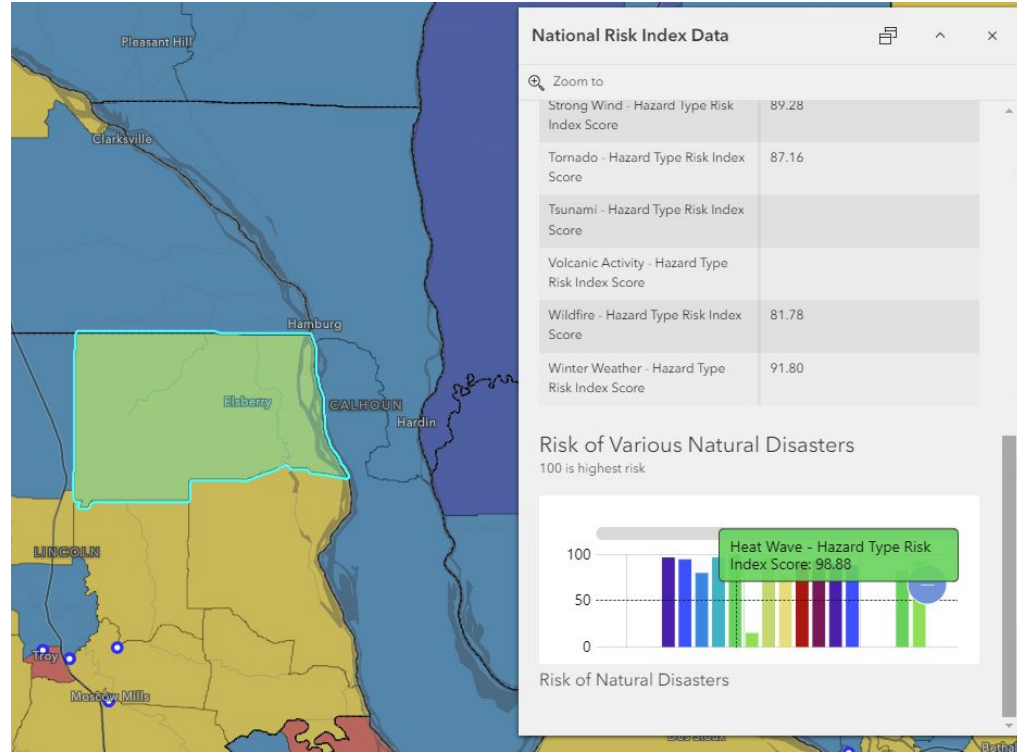 Pleasant Hill
Clarksville
Hamburg
Elsberry
CALHOUN
Hardin
LINCOLN
Troy
Moscow Mills
National Risk Index Data
Zoom to
Strong Wind - Hazard Type Risk
Index Score
89.28
Tornado - Hazard Type Risk Index
Score
87.16
Tsunami - Hazard Type Risk Index
Score
Volcanic Activity - Hazard Type
Risk Index Score
Wildfire - Hazard Type Risk Index
Score
81.78
Winter Weather - Hazard Type
Risk Index Score
91.80
Risk of Various Natural Disasters
100 is highest risk
Heat Wave - Hazard Type Risk
Index Score: 98.88
100
50
0
Risk of Natural Disasters